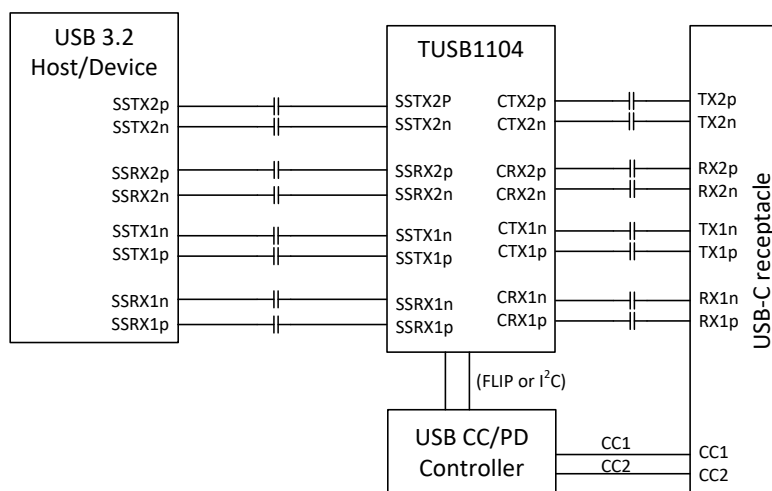 USB 3.2
Host/Device
SSTX2p
SSTX2n
SSRX2p
SSRX2n
SSTX1n
SSTX1p
SSRX1n
SSRX1p
TUSB1104
SSTX2P
SSTX2n
SSRX2p
SSRX2n
SSTX1n
SSTX1p
SSRX1n
SSRX1p
CTX2p
CTX2n
CRX2p
CRX2n
CTX1n
CTX1p
CRX1n
CRX1p
TX2p
TX2n
RX2p
RX2n
TX1n
TX1p
RX1n
RX1p
USB-C receptacle
(FLIP or I²C)
USB CC/PD
Controller
CC1
CC2
CC1
CC2